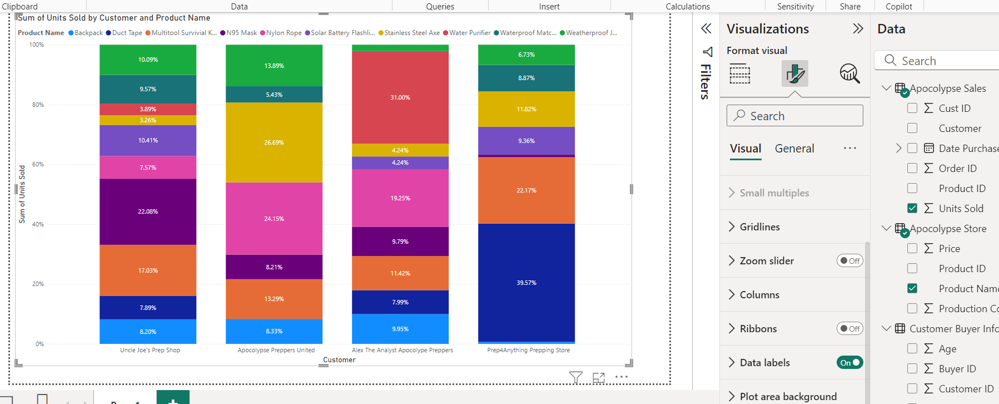 Clipboard Data Queries Insert Calculations Sensitivity Share Copilot
Sum of Units Sold by Customer and Product Name
Product Name Backpack Duct Tape Multitool Survivial K... N95 Mask Nylon Rope Solar Battery Flashli... Stainless Steel Axe Water Purifier Waterproof Matc... Weatherproof J...
Sum of Units Sold
100%
80%
60%
40%
20%
0%
10.09%
9.57%
3.89%
3.26%
10.41%
7.57%
22.08%
17.03%
7.89%
8.20%
Uncle Joe's Prep Shop
13.89%
5.43%
26.69%
24.15%
8.21%
13.29%
8.33%
Apocolypse Preppers United
31.00%
4.24%
4.24%
19.25%
9.79%
11.42%
7.99%
9.95%
Alex The Analyst Apocolype Preppers
6.73%
8.87%
11.82%
9.36%
22.17%
39.57%
Prep4Anything Prepping Store
Customer
Filters
Visualizations
Format visual
Search
Visual General
Small multiples
Gridlines
Zoom slider Off
Columns
Ribbons Off
Data labels On
Plot area background
Data
Search
Apocolypse Sales
Cust ID
Customer
Date Purchase
Order ID
Product ID
Units Sold
Apocolypse Store
Price
Product ID
Product Name
Production Co
Customer Buyer Info
Age
Buyer ID
Customer ID